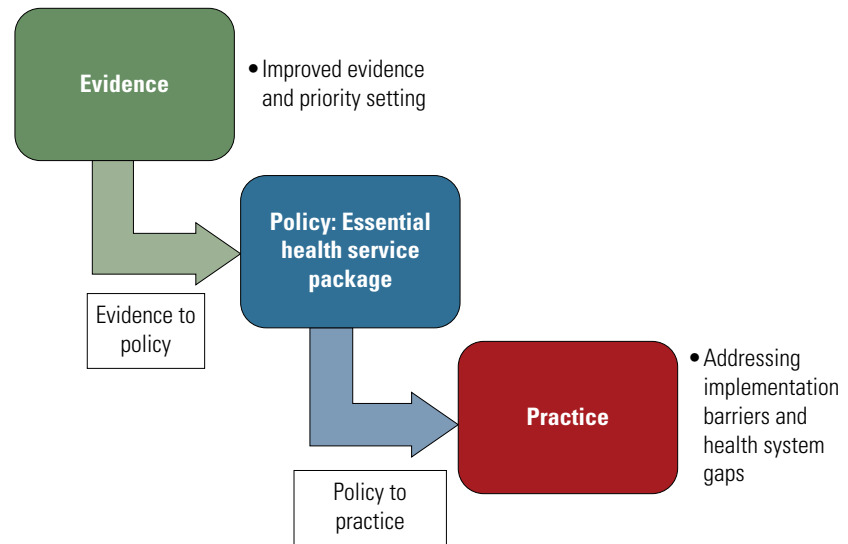 Evidence
• Improved evidence
and priority setting
Evidence to
policy
Policy: Essential
health service
package
Policy to
practice
Practice
• Addressing
implementation
barriers and
health system
gaps